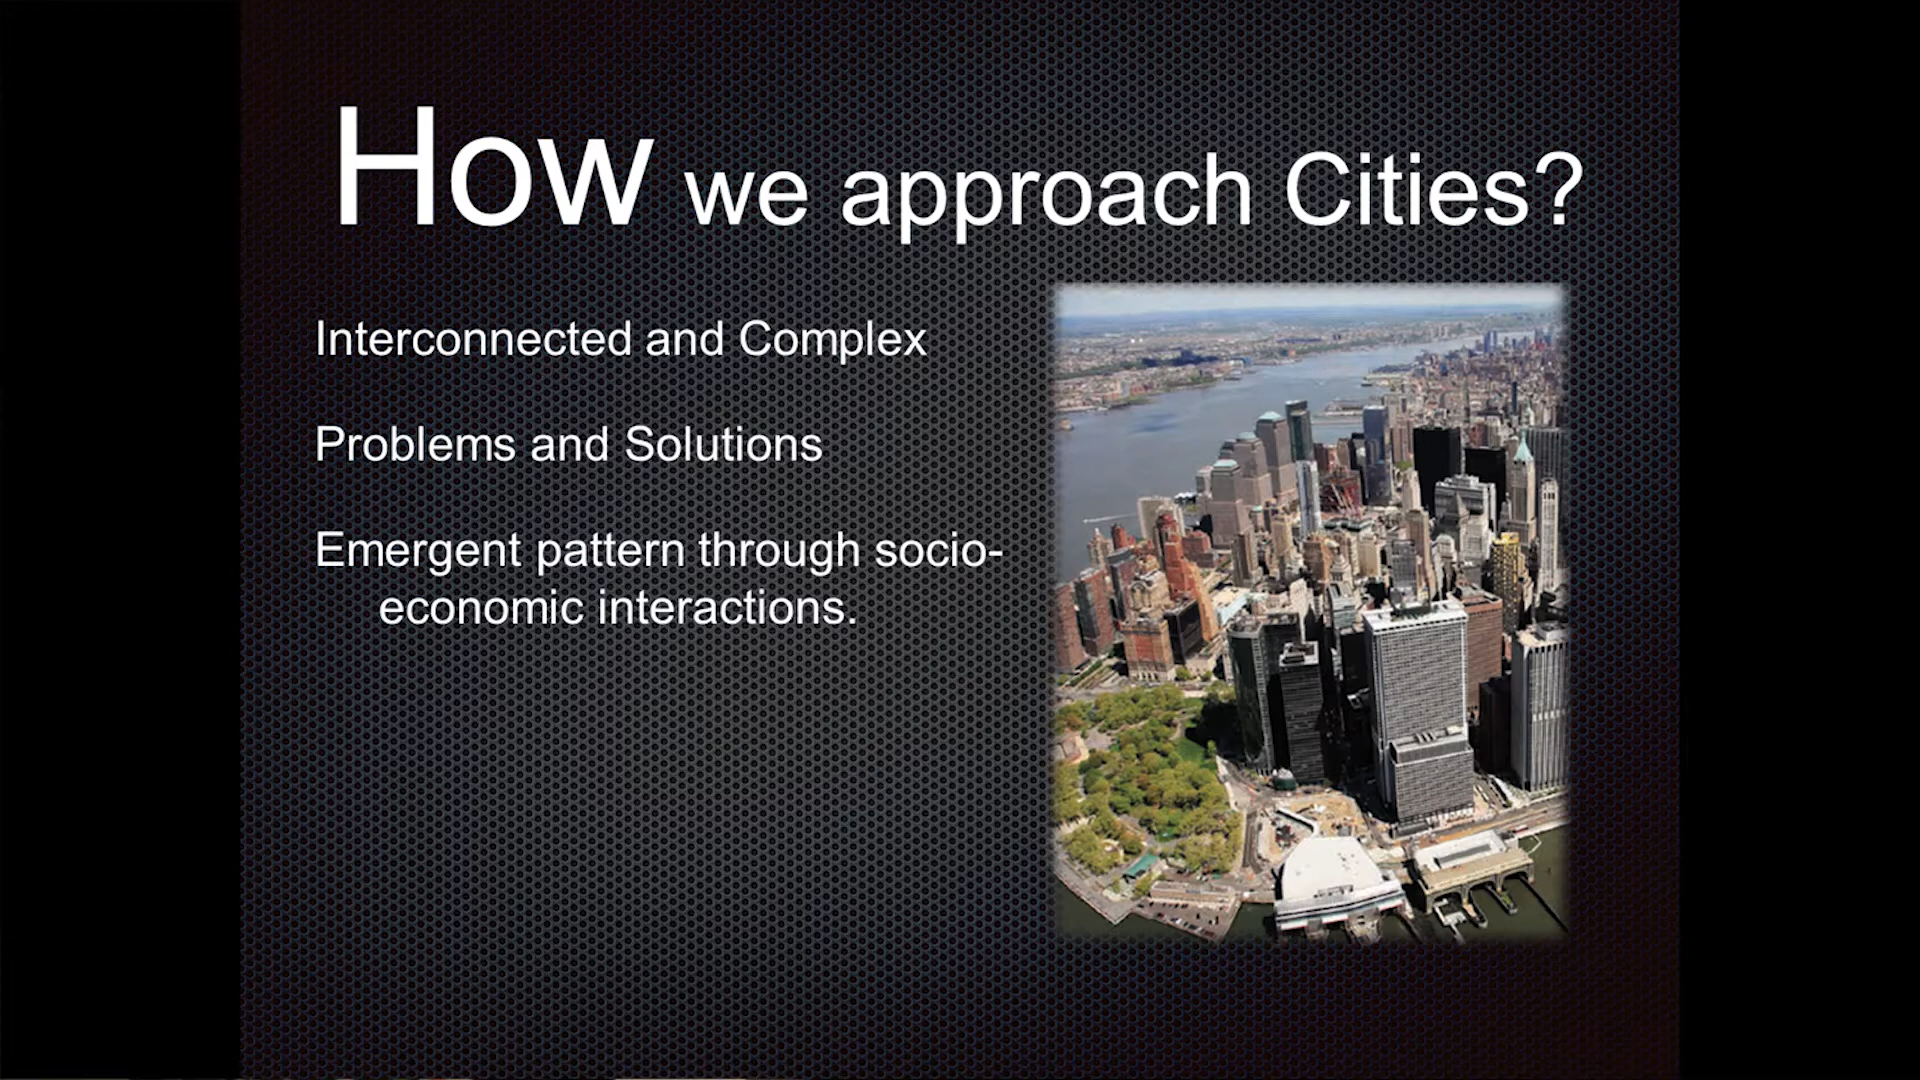 How we approach Cities?
Interconnected and Complex
Problems and Solutions
Emergent pattern through socio-
economic interactions.